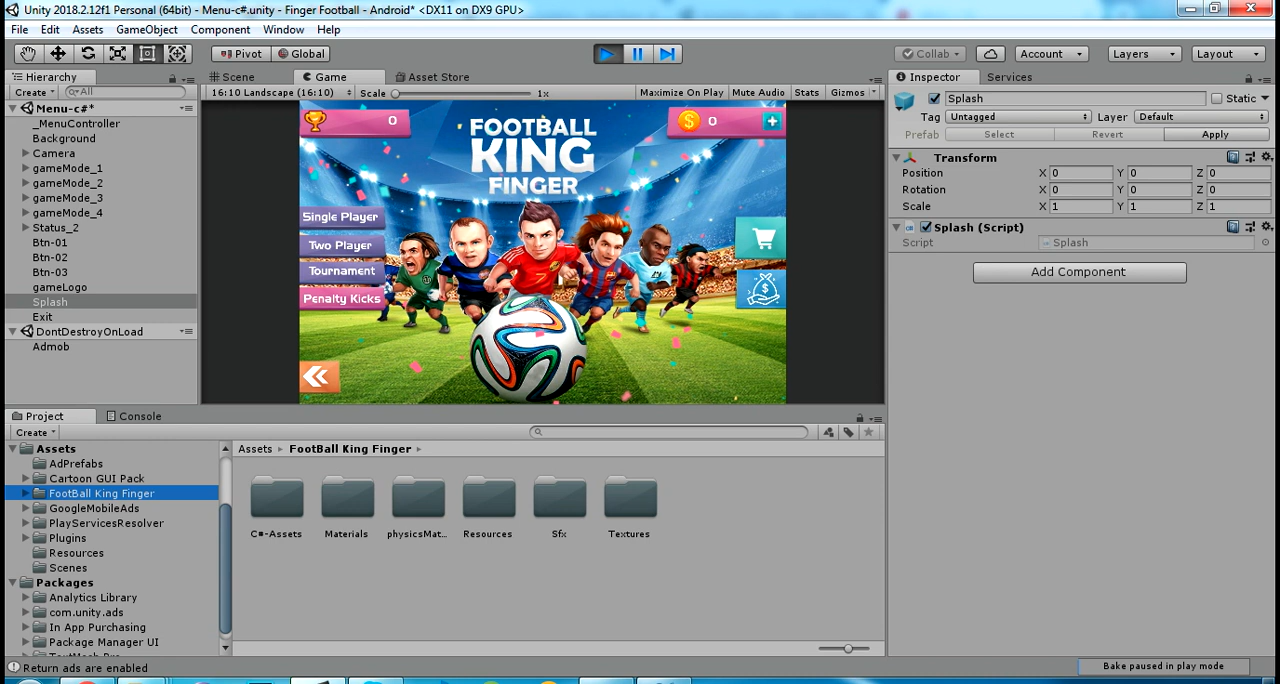 Unity 2018.2.12f1 Personal (64bit) - Menu-c#.unity - Finger Football - Android* <DX11 on DX9 GPU>
File Edit Assets GameObject Component Window Help
Pivot Global Collab Account Layers Layout
Hierarchy
Create All
Menu-c#*
_MenuController
Background
Camera
gameMode_1
gameMode_2
gameMode_3
gameMode_4
Status_2
Btn-01
Btn-02
Btn-03
gameLogo
Splash
Exit
DontDestroyOnLoad
Admob
Scene Game Asset Store
16:10 Landscape (16:10) Scale 1x Maximize On Play Mute Audio Stats Gizmos
0
0
FOOTBALL
KING
FINGER
Single Player
Two Player
Tournament
Penalty Kicks
7
Inspector Services
Splash Static
Tag Untagged Layer Default
Prefab Select Revert Apply
Transform
Position X 0 Y 0 Z 0
Rotation X 0 Y 0 Z 0
Scale X 1 Y 1 Z 1
Splash (Script)
Script Splash
Add Component
Project Console
Create
Assets
AdPrefabs
Cartoon GUI Pack
FootBall King Finger
GoogleMobileAds
PlayServicesResolver
Plugins
Resources
Scenes
Packages
Analytics Library
com.unity.ads
In App Purchasing
Package Manager UI
Assets FootBall King Finger
C#-Assets Materials physicsMat... Resources Sfx Textures
Return ads are enabled
Bake paused in play mode